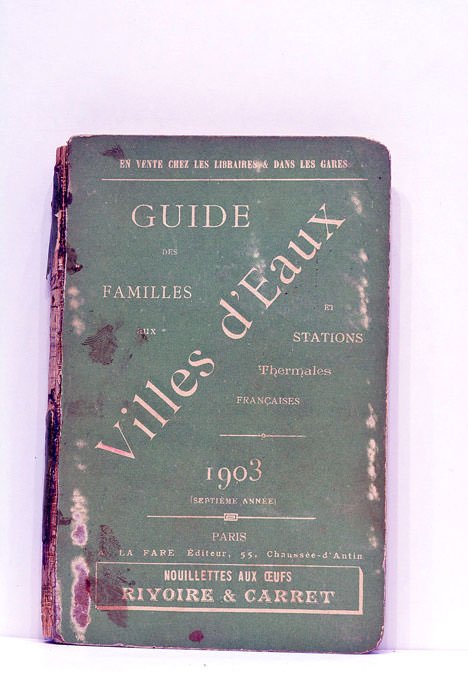 EN VENTE CHEZ LES LIBRAIRES & DANS LES GARES
GUIDE
DES
FAMILLES
aux
Villes d'Eaux
ET
STATIONS
Thermales
FRANÇAISES
1903
(SEPTIÈME ANNÉE)
PARIS
LA FARE Éditeur, 55, Chaussée-d'Antin
NOUILLETTES AUX ŒUFS
RIVOIRE & CARRET